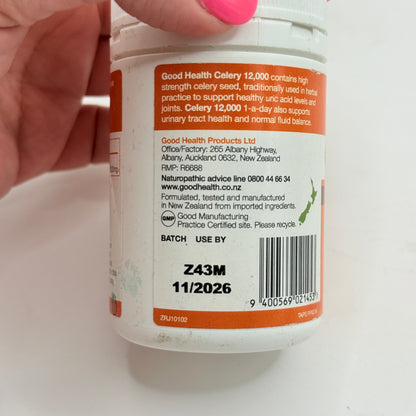 Good Health Celery 12,000 contains high
strength celery seed, traditionally used in herbal
practice to support healthy uric acid levels and
joints. Celery 12,000 1-a-day also supports
urinary tract health and normal fluid balance.
Good Health Products Ltd
Office/Factory: 265 Albany Highway,
Albany, Auckland 0632, New Zealand
RMP: R6688
Naturopathic advice line 0800 44 66 34
www.goodhealth.co.nz
Formulated, tested and manufactured
in New Zealand from imported ingredients.
GMP Good Manufacturing
Practice Certified site. Please recycle.
BATCH USE BY
Z43M
11/2026
9 400569 021453
ZRJ10102